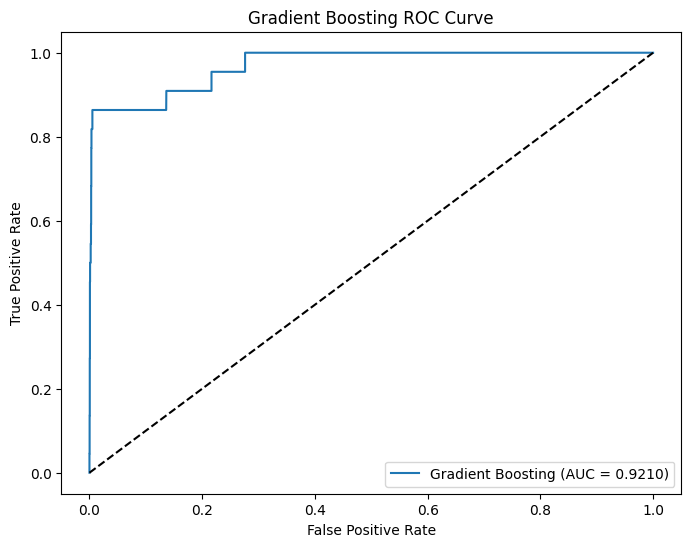 Gradient Boosting ROC Curve
True Positive Rate
1.0
0.8
0.6
0.4
0.2
0.0
Gradient Boosting (AUC = 0.9210)
0.0 0.2 0.4 0.6 0.8 1.0
False Positive Rate